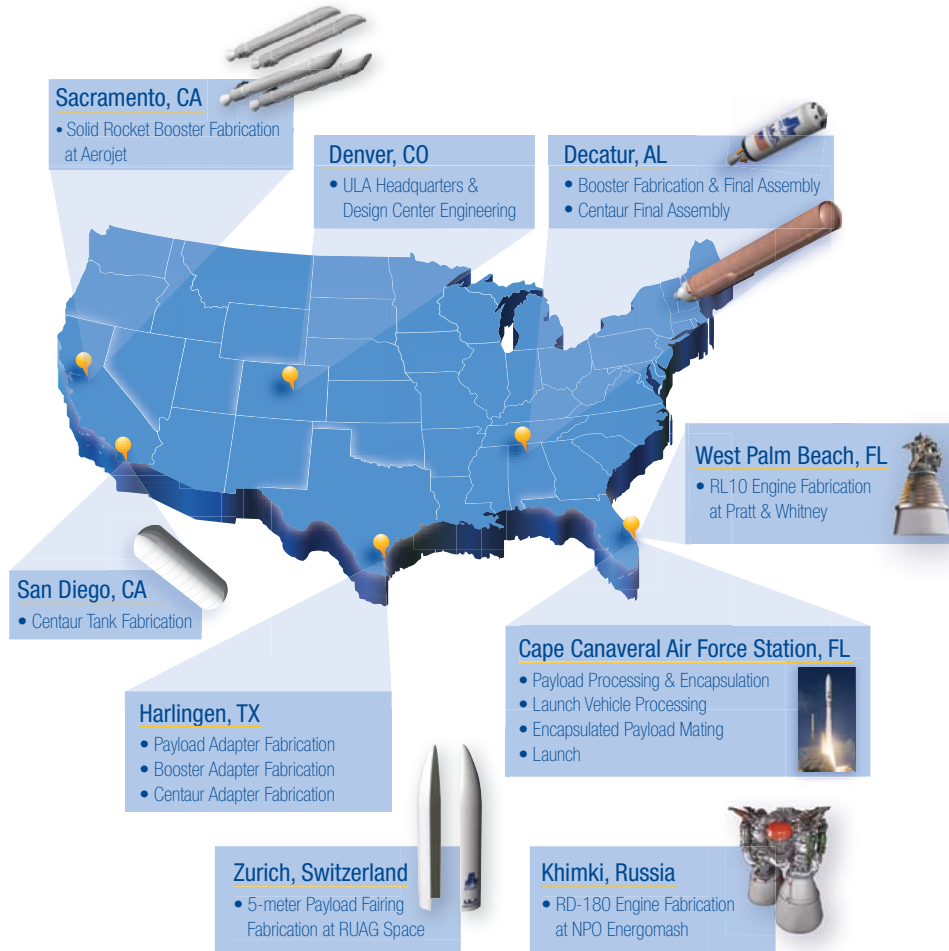 Sacramento, CA
• Solid Rocket Booster Fabrication
at Aerojet
Denver, CO
• ULA Headquarters &
Design Center Engineering
Decatur, AL
• Booster Fabrication & Final Assembly
• Centaur Final Assembly
West Palm Beach, FL
• RL10 Engine Fabrication
at Pratt & Whitney
San Diego, CA
• Centaur Tank Fabrication
Cape Canaveral Air Force Station, FL
• Payload Processing & Encapsulation
• Launch Vehicle Processing
• Encapsulated Payload Mating
• Launch
Harlingen, TX
• Payload Adapter Fabrication
• Booster Adapter Fabrication
• Centaur Adapter Fabrication
Zurich, Switzerland
• 5-meter Payload Fairing
Fabrication at RUAG Space
Khimki, Russia
• RD-180 Engine Fabrication
at NPO Energomash